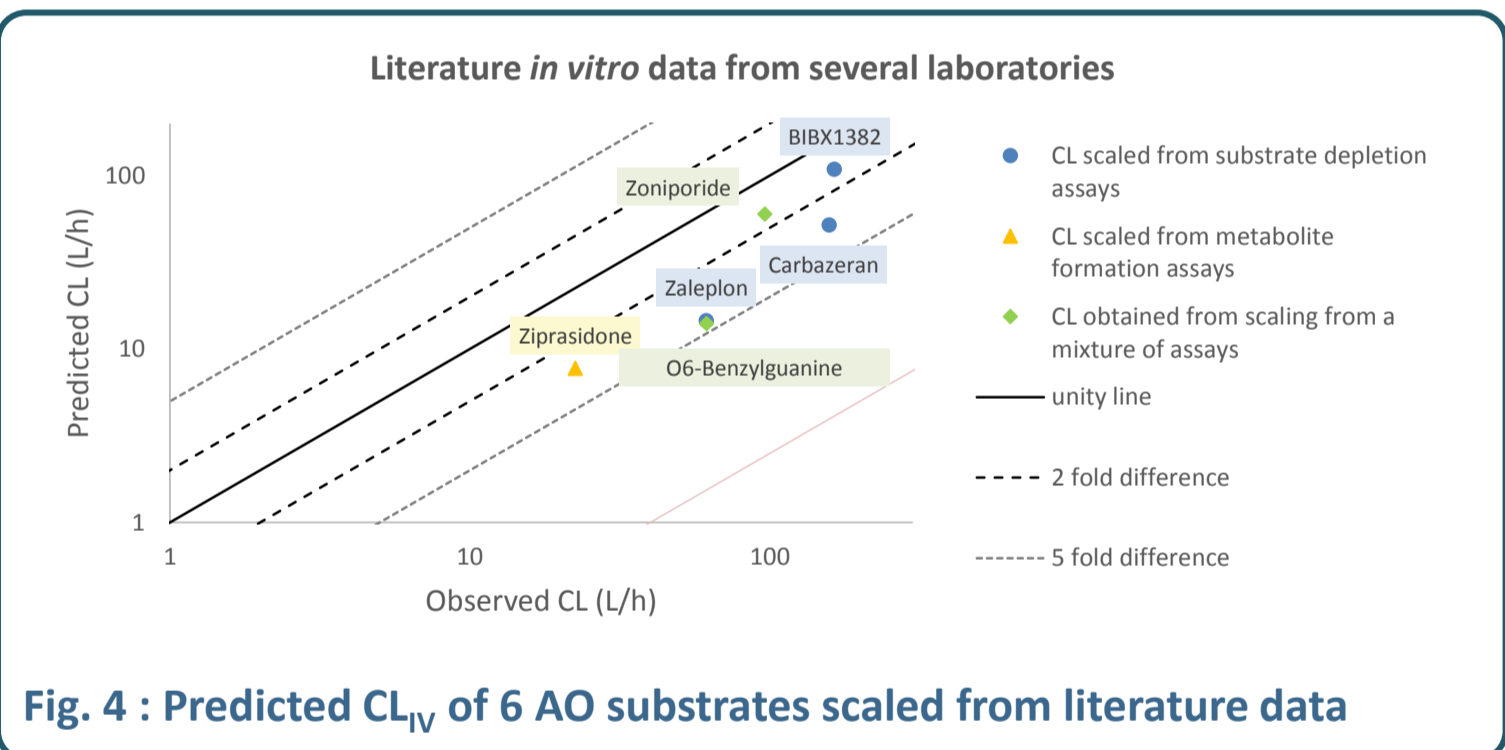 Literature in vitro data from several laboratories
BIBX1382
Zoniporide
Carbazeran
Zaleplon
Ziprasidone
O6-Benzylguanine
100
10
1
Predicted CL (L/h)
1
10
100
Observed CL (L/h)
CL scaled from substrate depletion
assays
CL scaled from metabolite
formation assays
CL obtained from scaling from a
mixture of assays
unity line
2 fold difference
5 fold difference
Fig. 4 : Predicted CLIV of 6 AO substrates scaled from literature data